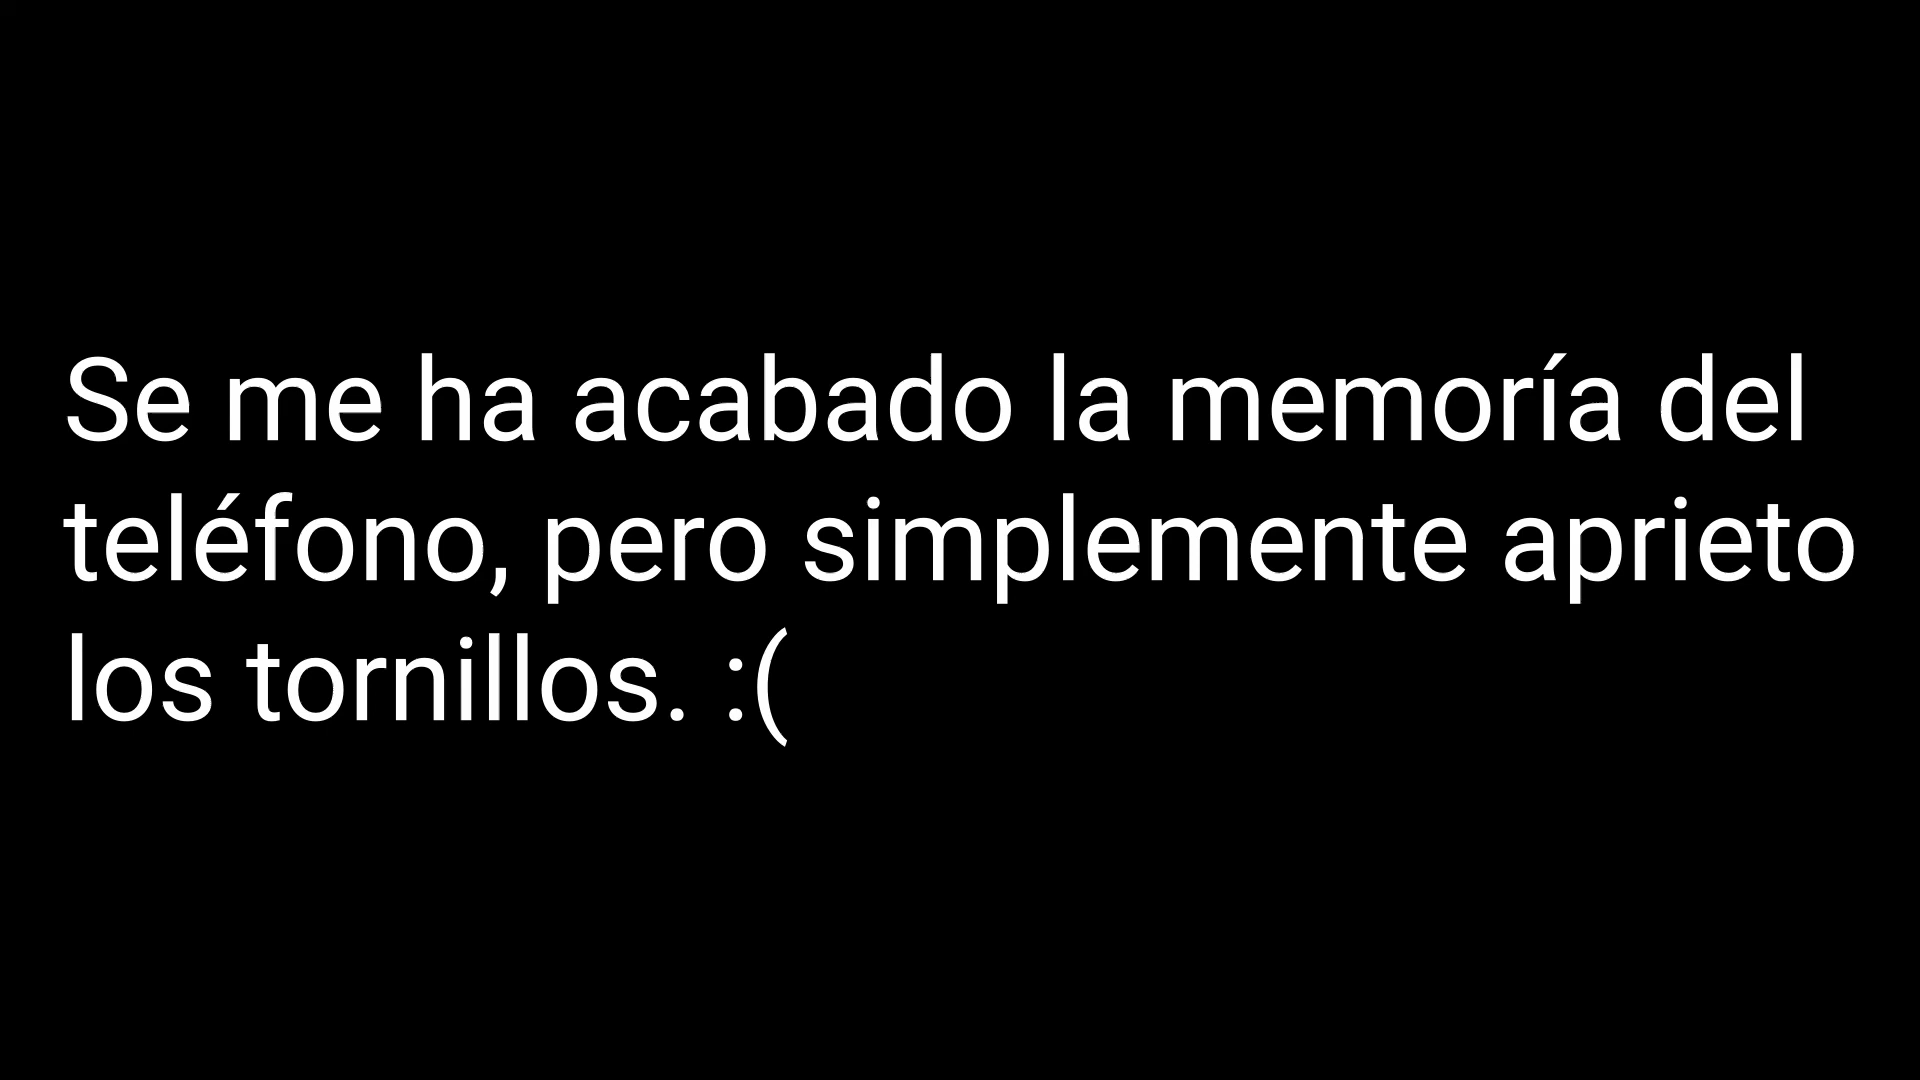 Se me ha acabado la memoría del
teléfono, pero simplemente aprieto
los tornillos. :(